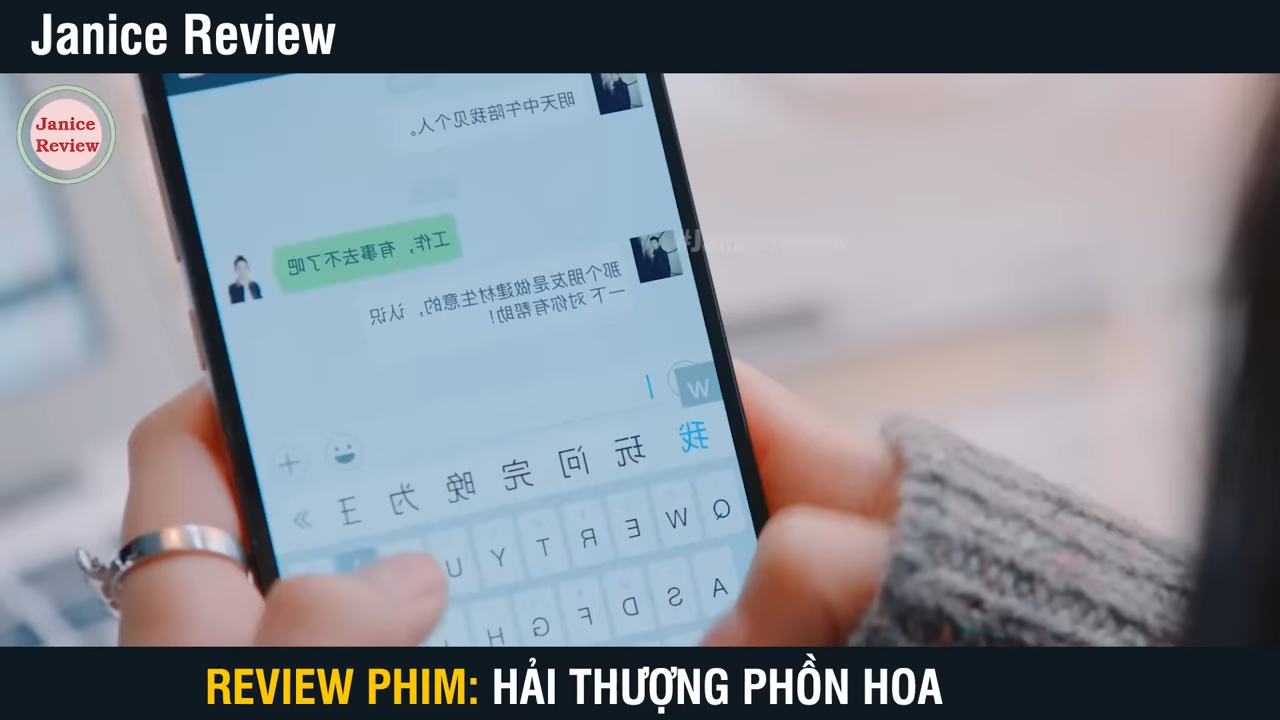 Janice Review
Janice
Review
明天中午陪我见个人。
工作，有事去不了吧
那个朋友是做建材生意的，认识
一下 对你有帮助！
W
我 玩 问 完 晚 为 王
Q W E R T Y U
A S D F G H
REVIEW PHIM: HẢI THƯỢNG PHỒN HOA